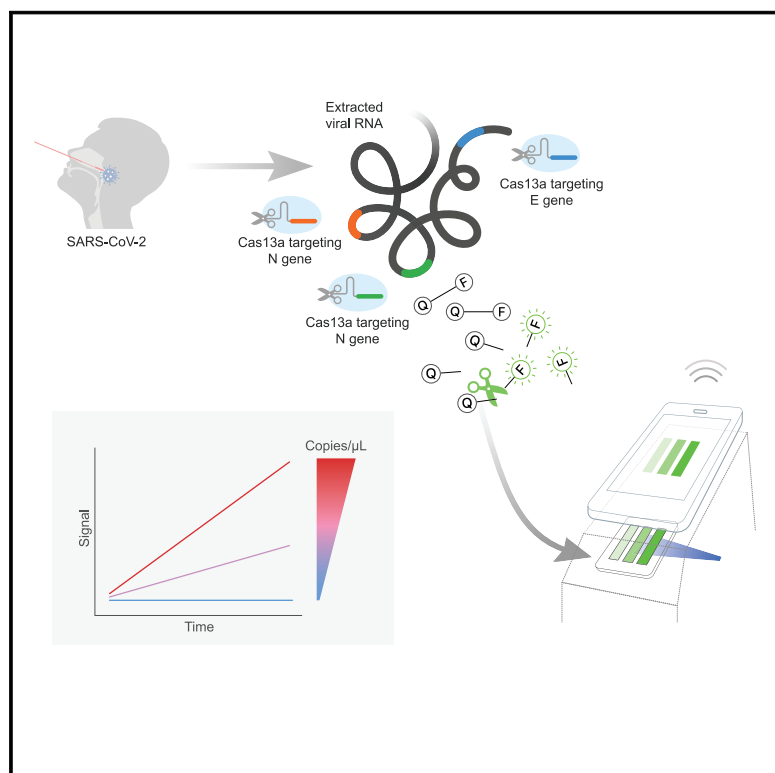 Extracted
viral RNA
Cas13a targeting
E gene
SARS-CoV-2
Cas13a targeting
N gene
Cas13a targeting
N gene
Q F
Q F
Q F
Q F F
Q
Copies/µL
Signal
Time